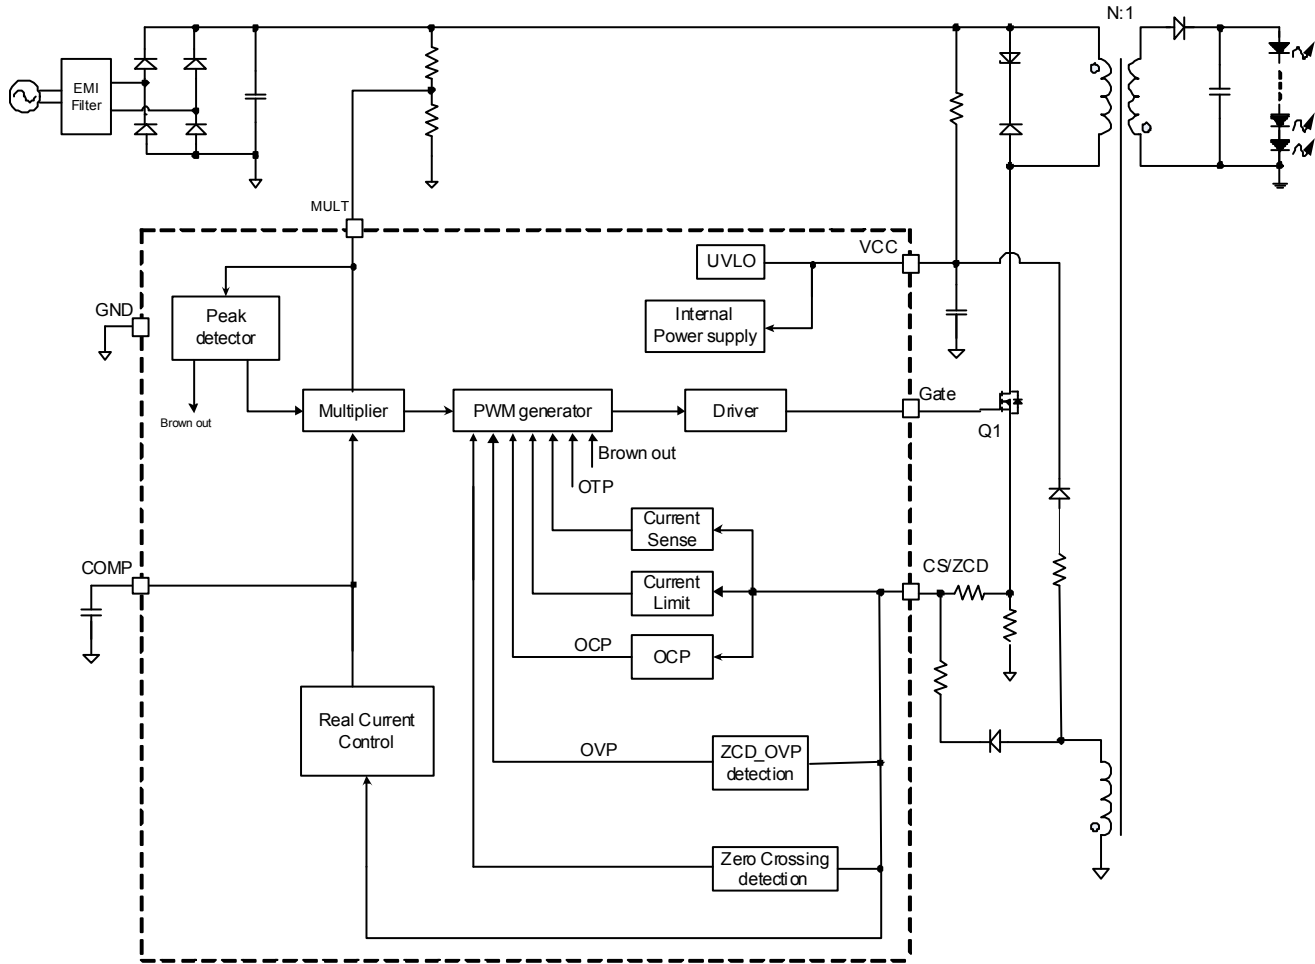 N:1
EMI
Filter
MULT
VCC
UVLO
GND
Peak
detector
Internal
Power supply
Brown out
Multiplier
PWM generator
Driver
Gate
Q1
Brown out
OTP
Current
Sense
COMP
CS/ZCD
Current
Limit
OCP
OCP
Real Current
Control
OVP
ZCD_OVP
detection
Zero Crossing
detection